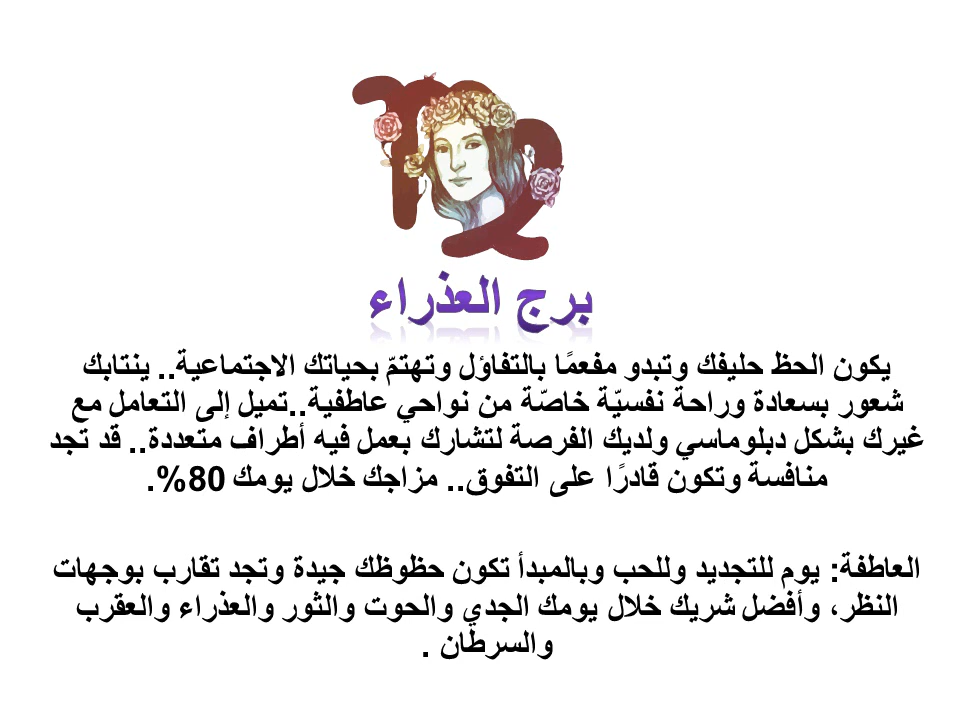 برج العذراء
يكون الحظ حليفك وتبدو مفعمًا بالتفاؤل وتهتمّ بحياتك الاجتماعية.. ينتابك
شعور بسعادة وراحة نفسيّة خاصّة من نواحي عاطفية..تميل إلى التعامل مع
غيرك بشكل دبلوماسي ولديك الفرصة لتشارك بعمل فيه أطراف متعددة.. قد تجد
منافسة وتكون قادرًا على التفوق.. مزاجك خلال يومك 80%.
العاطفة: يوم للتجديد وللحب وبالمبدأ تكون حظوظك جيدة وتجد تقارب بوجهات
النظر، وأفضل شريك خلال يومك الجدي والحوت والثور والعذراء والعقرب
والسرطان .